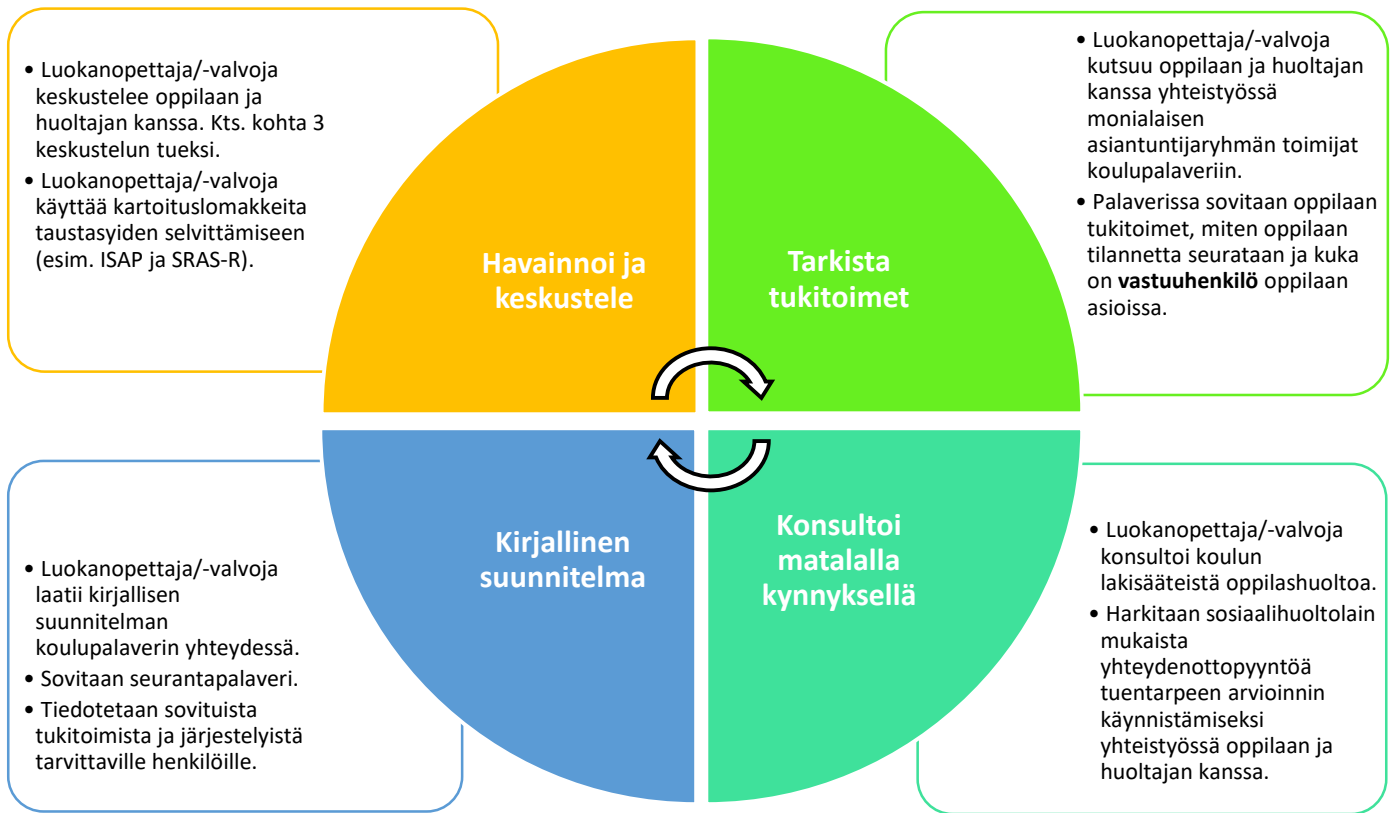 • Luokanopettaja/-valvoja
keskustelee oppilaan ja
huoltajan kanssa. Kts. kohta 3
keskustelun tueksi.
• Luokanopettaja/-valvoja
käyttää kartoituslomakkeita
taustasyiden selvittämiseen
(esim. ISAP ja SRAS-R).
Havainnoi ja
keskustele
Tarkista
tukitoimet
• Luokanopettaja/-valvoja
kutsuu oppilaan ja huoltajan
kanssa yhteistyössä
monialaisen
asiantuntijaryhmän toimijat
koulupalaveriin.
• Palaverissa sovitaan oppilaan
tukitoimet, miten oppilaan
tilannetta seurataan ja kuka
on vastuuhenkilö oppilaan
asioissa.
• Luokanopettaja/-valvoja
laatii kirjallisen
suunnitelman
koulupalaverin yhteydessä.
• Sovitaan seurantapalaveri.
• Tiedotetaan sovituista
tukitoimista ja järjestelyistä
tarvittaville henkilöille.
Kirjallinen
suunnitelma
Konsultoi
matalalla
kynnyksellä
• Luokanopettaja/-valvoja
konsultoi koulun
lakisääteistä oppilashuoltoa.
• Harkitaan sosiaalihuoltolain
mukaista
yhteydenottopyyntöä
tuentarpeen arvioinnin
käynnistämiseksi
yhteistyössä oppilaan ja
huoltajan kanssa.